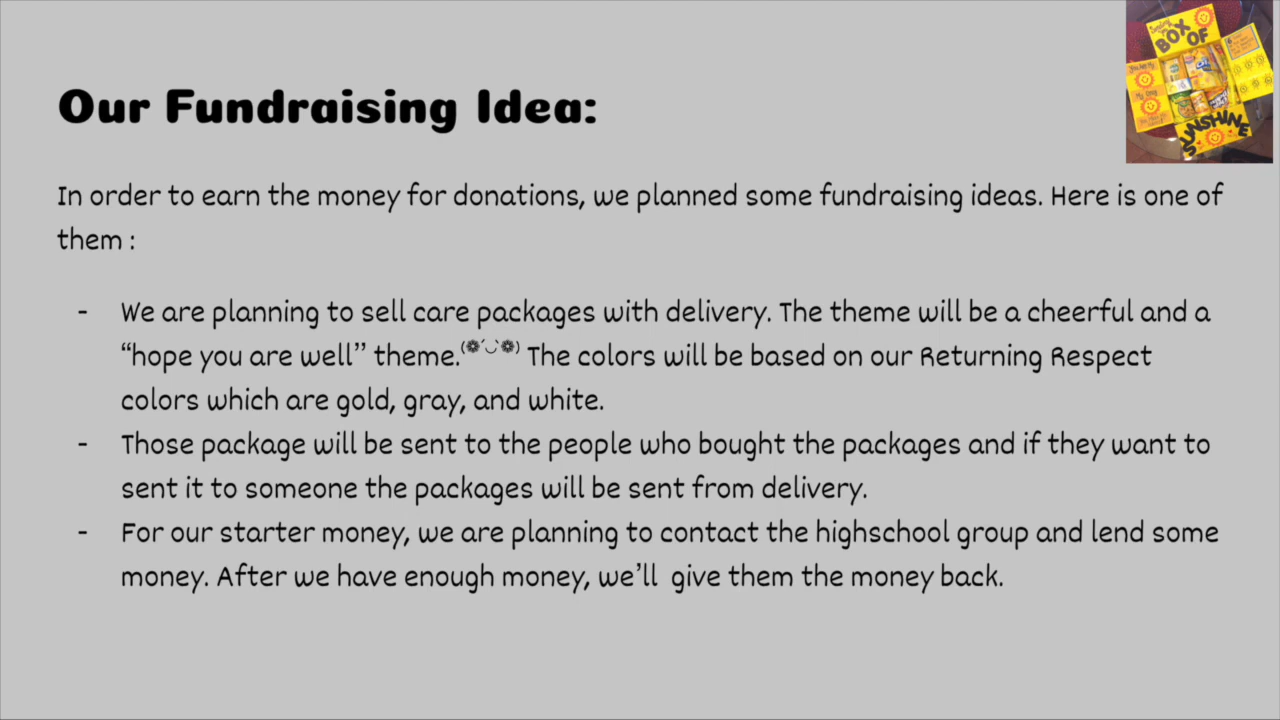 Sending you a
BOX OF
SUNSHINE
Our Fundraising Idea:
In order to earn the money for donations, we planned some fundraising ideas. Here is one of
them :
- We are planning to sell care packages with delivery. The theme will be a cheerful and a
“hope you are well” theme.(❁´◡`❁) The colors will be based on our Returning Respect
colors which are gold, gray, and white.
- Those package will be sent to the people who bought the packages and if they want to
sent it to someone the packages will be sent from delivery.
- For our starter money, we are planning to contact the highschool group and lend some
money. After we have enough money, we’ll give them the money back.